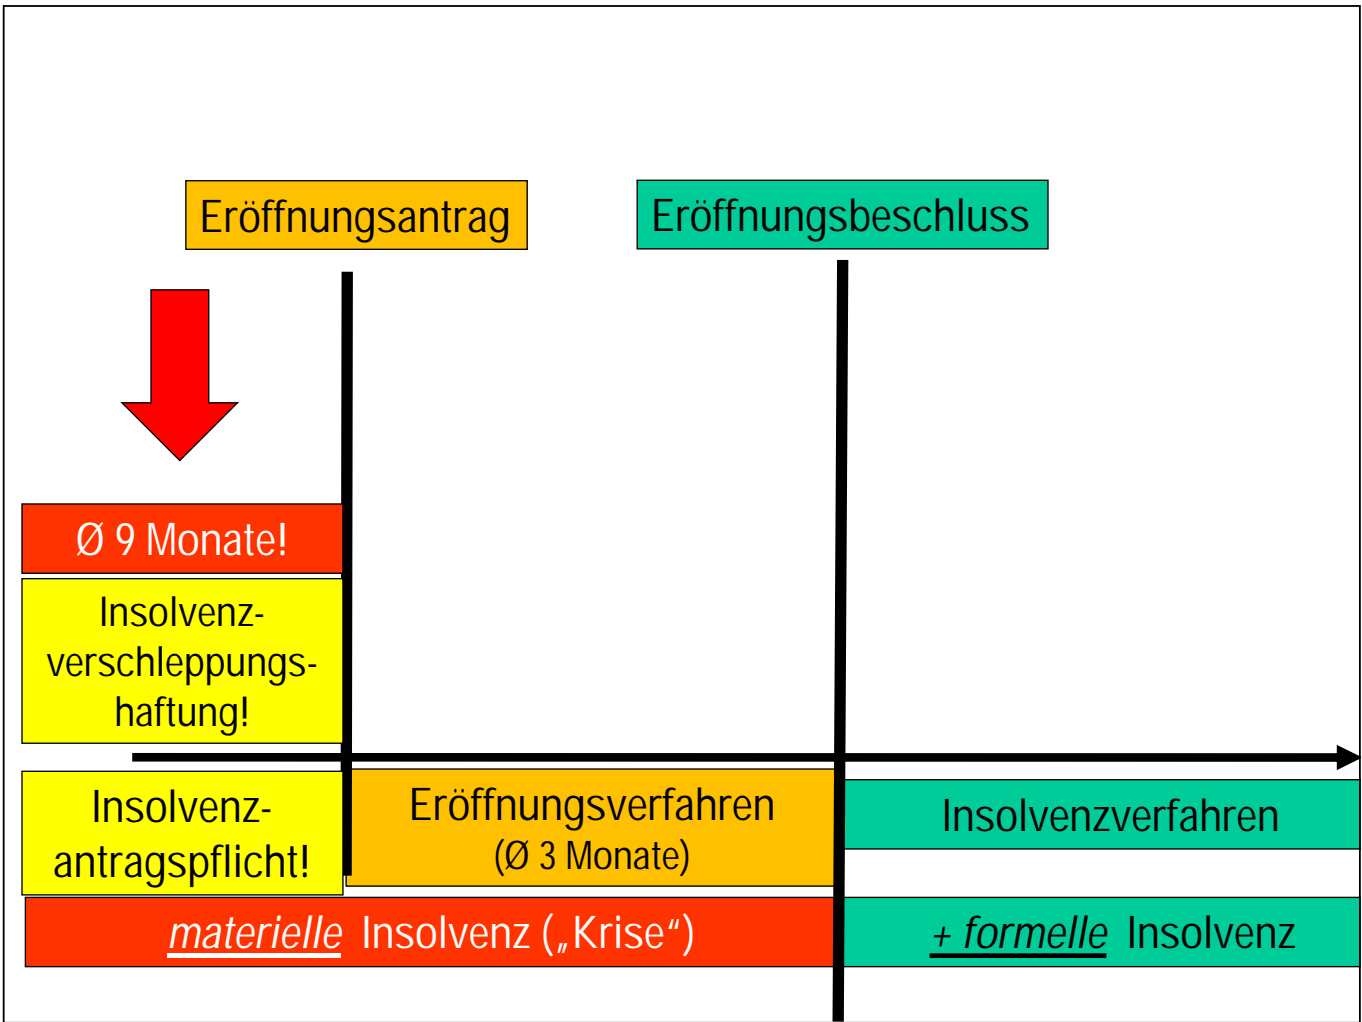 Eröffnungsantrag
Eröffnungsbeschluss
Ø 9 Monate!
Insolvenz-
verschleppungs-
haftung!
Insolvenz-
antragspflicht!
Eröffnungsverfahren
(Ø 3 Monate)
Insolvenzverfahren
materielle Insolvenz („Krise“)
+ formelle Insolvenz